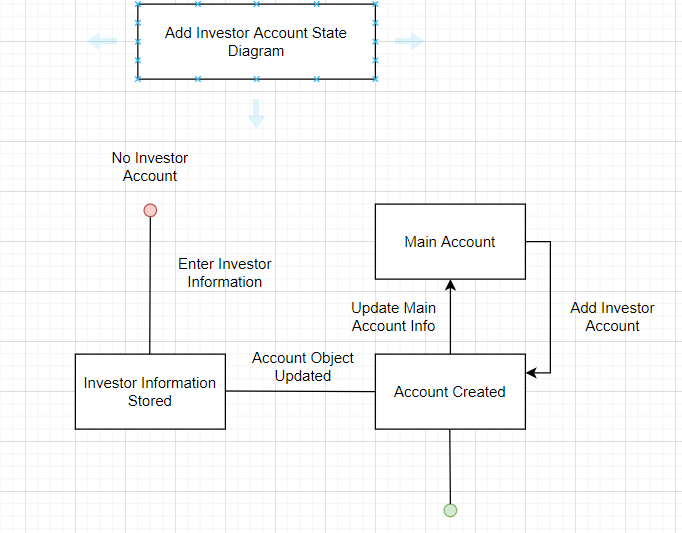 Add Investor Account State
Diagram
No Investor
Account
Enter Investor
Information
Main Account
Update Main
Account Info
Add Investor
Account
Account Object
Updated
Investor Information
Stored
Account Created